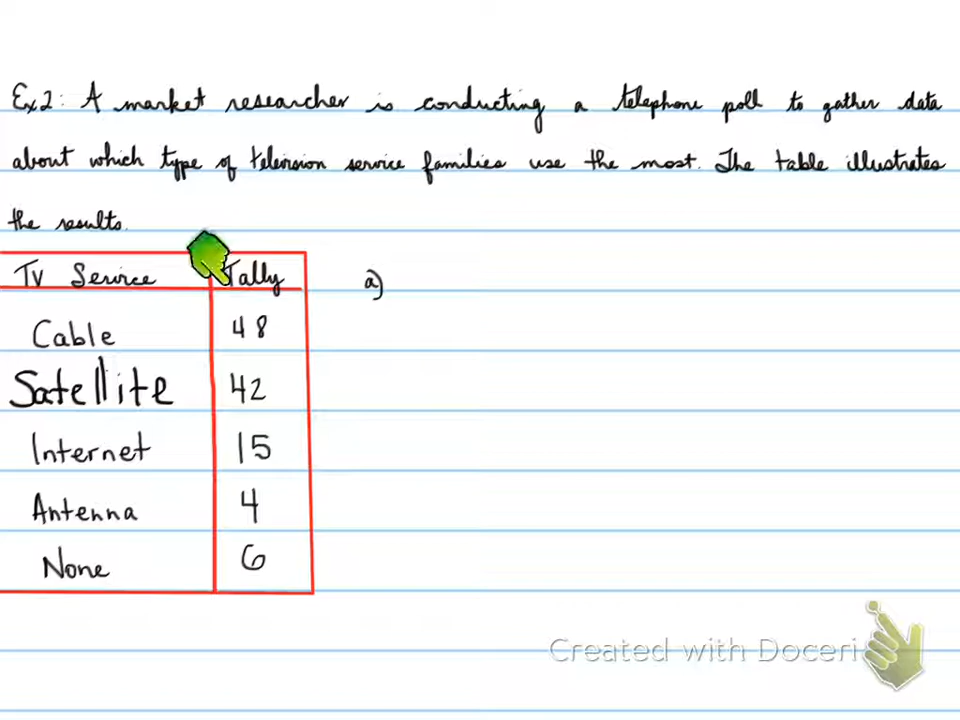 Ex2: A market researcher is conducting a telephone poll to gather data
about which type of television service families use the most. The table illustrates
the results.
TV Service Tally
a)
Cable 48
Satellite 42
Internet 15
Antenna 4
None 6
Created with Doceri